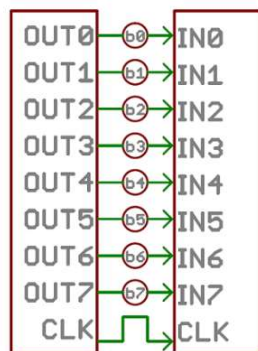 OUT0 b0 IN0
OUT1 b1 IN1
OUT2 b2 IN2
OUT3 b3 IN3
OUT4 b4 IN4
OUT5 b5 IN5
OUT6 b6 IN6
OUT7 b7 IN7
CLK CLK